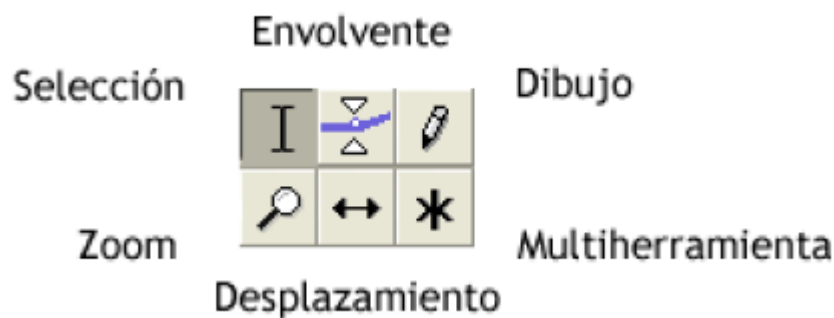 Envolvente
Selección
Dibujo
Zoom
Multiherramienta
Desplazamiento